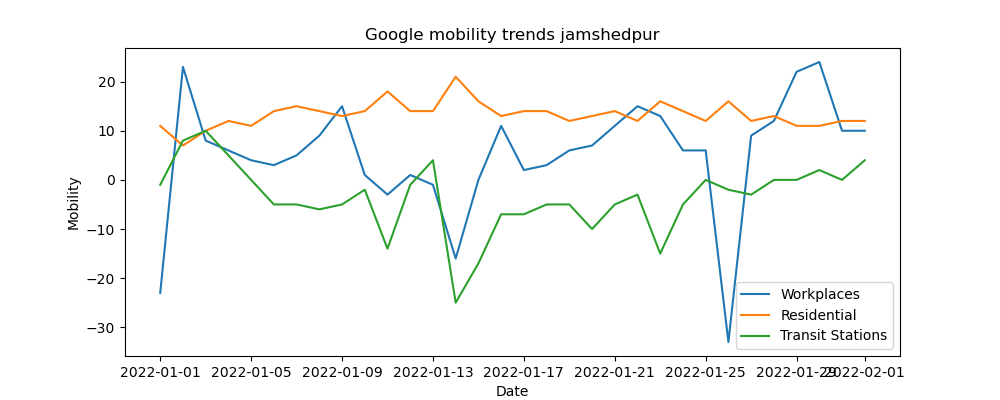 Google mobility trends jamshedpur
20
10
0
−10
−20
−30
Mobility
Workplaces
Residential
Transit Stations
2022-01-01 2022-01-05 2022-01-09 2022-01-13 2022-01-17 2022-01-21 2022-01-25 2022-01-29 2022-02-01
Date